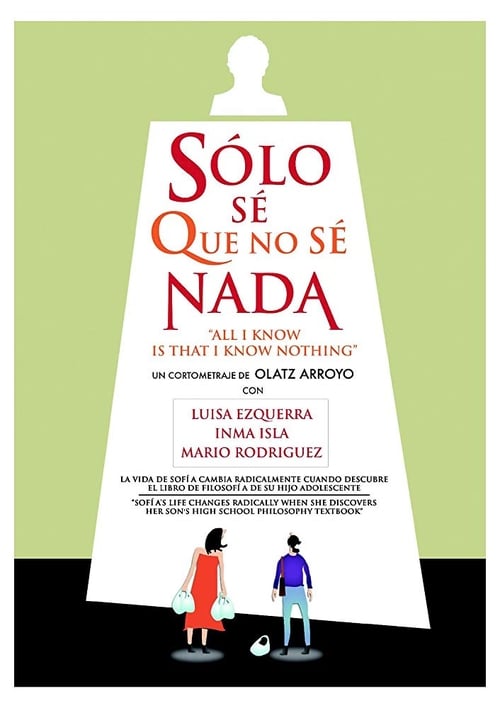 SÓLO
SÉ
QUE NO SÉ
NADA
"ALL I KNOW
IS THAT I KNOW NOTHING"
UN CORTOMETRAJE DE OLATZ ARROYO
CON
LUISA EZQUERRA
INMA ISLA
MARIO RODRIGUEZ
LA VIDA DE SOFÍA CAMBIA RADICALMENTE CUANDO DESCUBRE
EL LIBRO DE FILOSOFÍA DE SU HIJO ADOLESCENTE
"SOFÍA'S LIFE CHANGES RADICALLY WHEN SHE DISCOVERS
HER SON'S HIGH SCHOOL PHILOSOPHY TEXTBOOK"